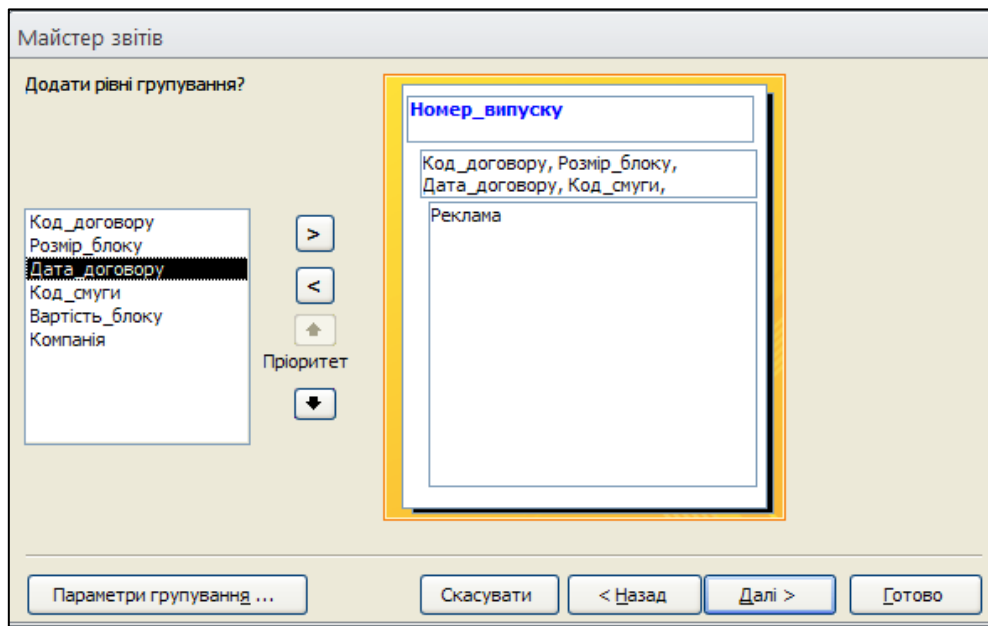 Майстер звітів
Додати рівні групування?
Код_договору
Розмір_блоку
Дата_договору
Код_смуги
Вартість_блоку
Компанія
>
<
Пріоритет
Номер_випуску
Код_договору, Розмір_блоку,
Дата_договору, Код_смуги,
Реклама
Параметри групування ...
Скасувати
< Назад
Далі >
Готово